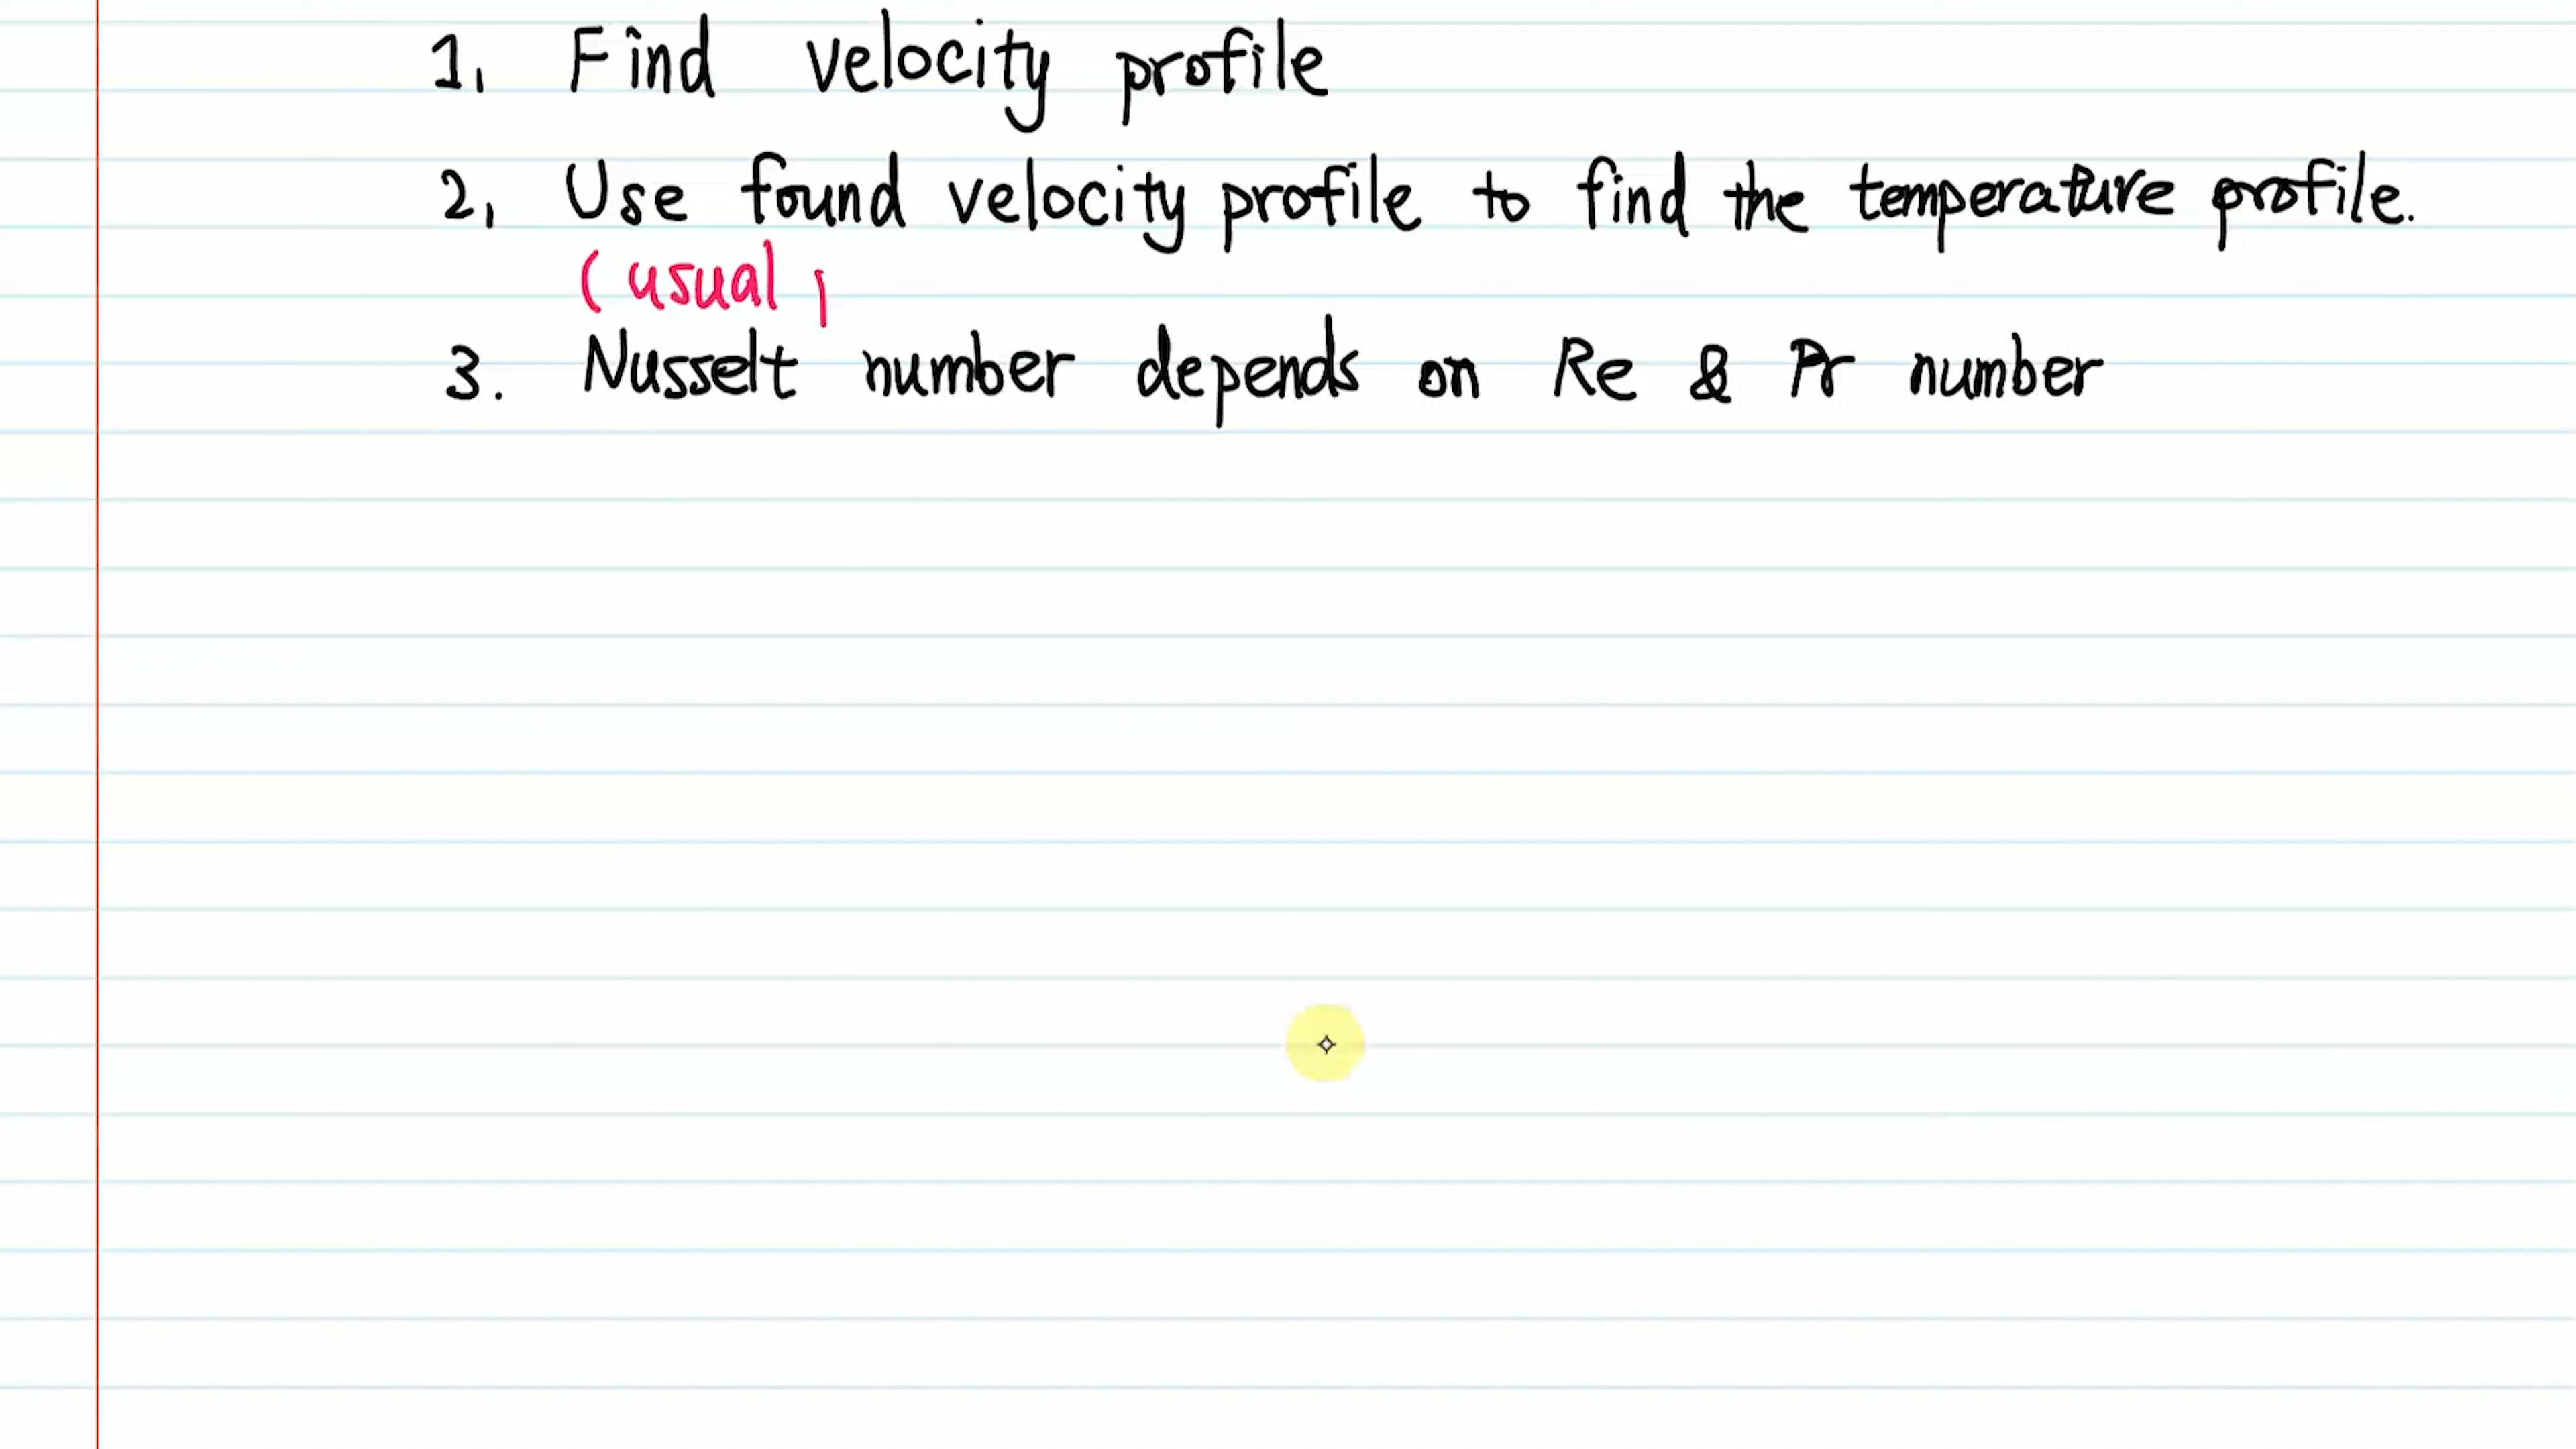 1. Find velocity profile
2. Use found velocity profile to find the temperature profile.
(usual
3. Nusselt number depends on Re & Pr number